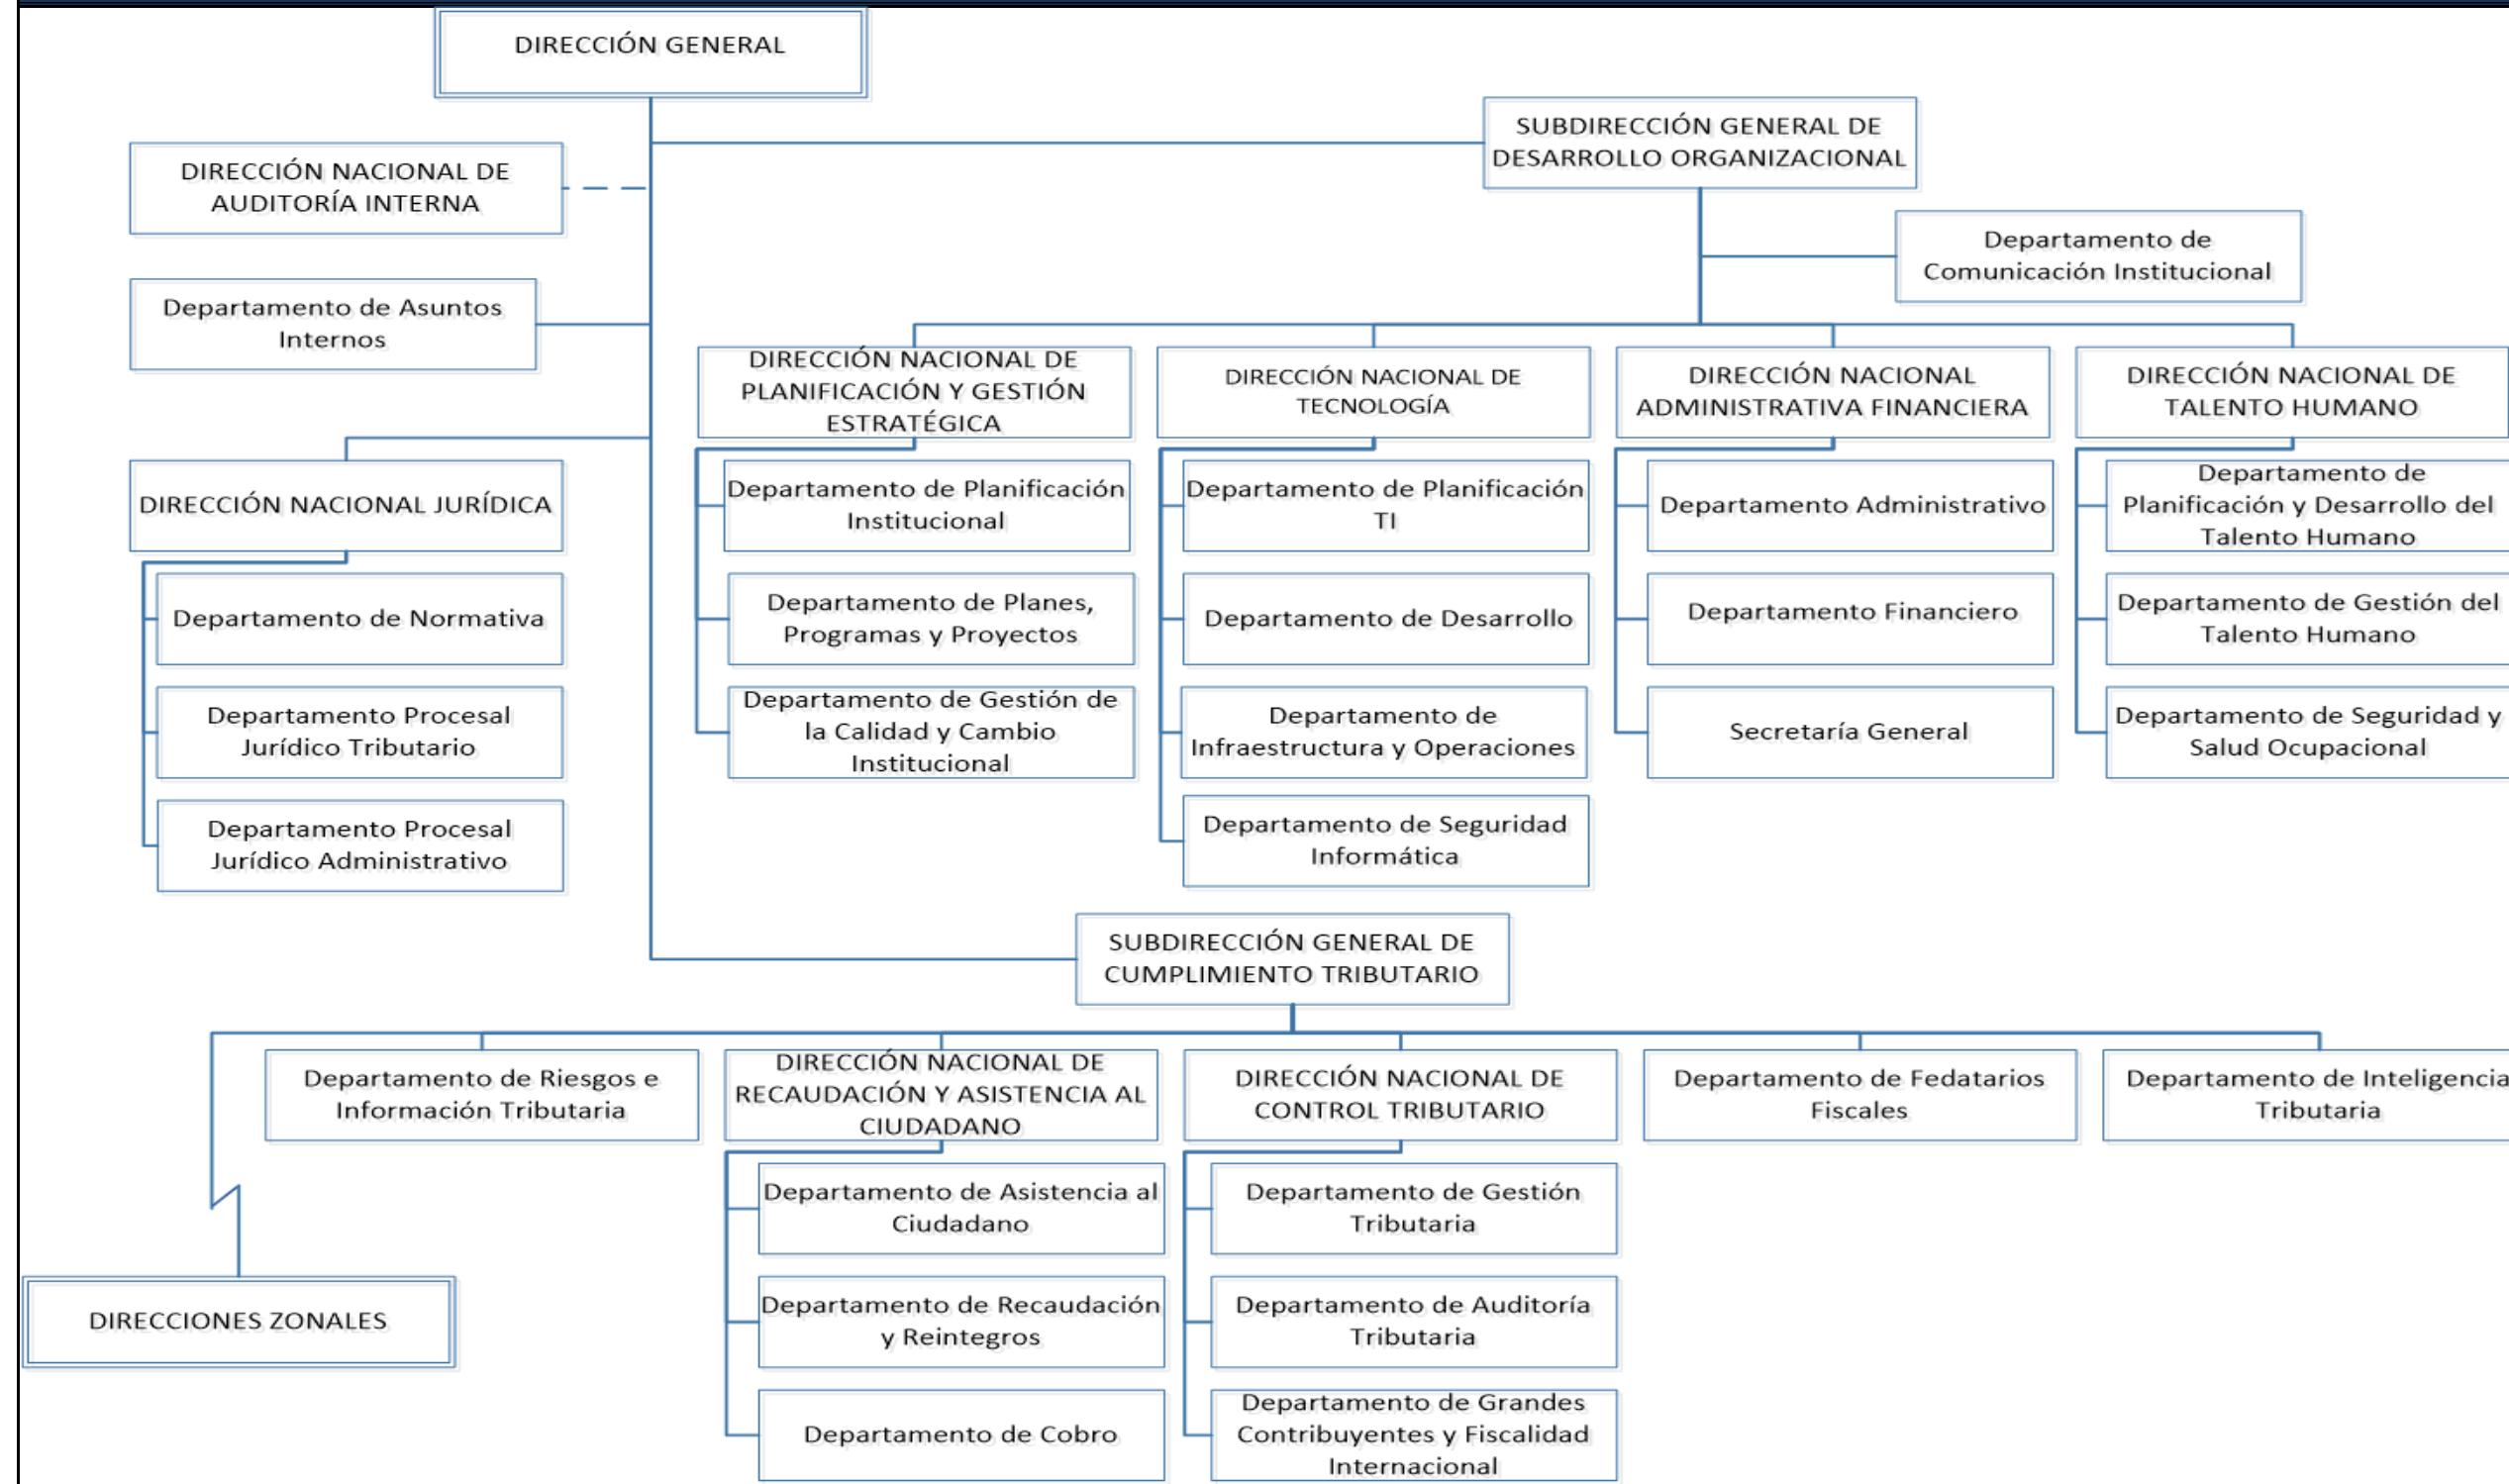 DIRECCIÓN GENERAL
SUBDIRECCIÓN GENERAL DE
DESARROLLO ORGANIZACIONAL
DIRECCIÓN NACIONAL DE
AUDITORÍA INTERNA
Departamento de
Comunicación Institucional
Departamento de Asuntos
Internos
DIRECCIÓN NACIONAL DE
PLANIFICACIÓN Y GESTIÓN
ESTRATÉGICA
DIRECCIÓN NACIONAL DE
TECNOLOGÍA
DIRECCIÓN NACIONAL
ADMINISTRATIVA FINANCIERA
DIRECCIÓN NACIONAL DE
TALENTO HUMANO
DIRECCIÓN NACIONAL JURÍDICA
Departamento de Planificación
Institucional
Departamento de Planificación
TI
Departamento Administrativo
Departamento de
Planificación y Desarrollo del
Talento Humano
Departamento de Normativa
Departamento de Planes,
Programas y Proyectos
Departamento de Desarrollo
Departamento Financiero
Departamento de Gestión del
Talento Humano
Departamento Procesal
Jurídico Tributario
Departamento de Gestión de
la Calidad y Cambio
Institucional
Departamento de
Infraestructura y Operaciones
Secretaría General
Departamento de Seguridad y
Salud Ocupacional
Departamento Procesal
Jurídico Administrativo
Departamento de Seguridad
Informática
SUBDIRECCIÓN GENERAL DE
CUMPLIMIENTO TRIBUTARIO
Departamento de Riesgos e
Información Tributaria
DIRECCIÓN NACIONAL DE
RECAUDACIÓN Y ASISTENCIA AL
CIUDADANO
DIRECCIÓN NACIONAL DE
CONTROL TRIBUTARIO
Departamento de Fedatarios
Fiscales
Departamento de Inteligencia
Tributaria
Departamento de Asistencia al
Ciudadano
Departamento de Gestión
Tributaria
DIRECCIONES ZONALES
Departamento de Recaudación
y Reintegros
Departamento de Auditoría
Tributaria
Departamento de Cobro
Departamento de Grandes
Contribuyentes y Fiscalidad
Internacional